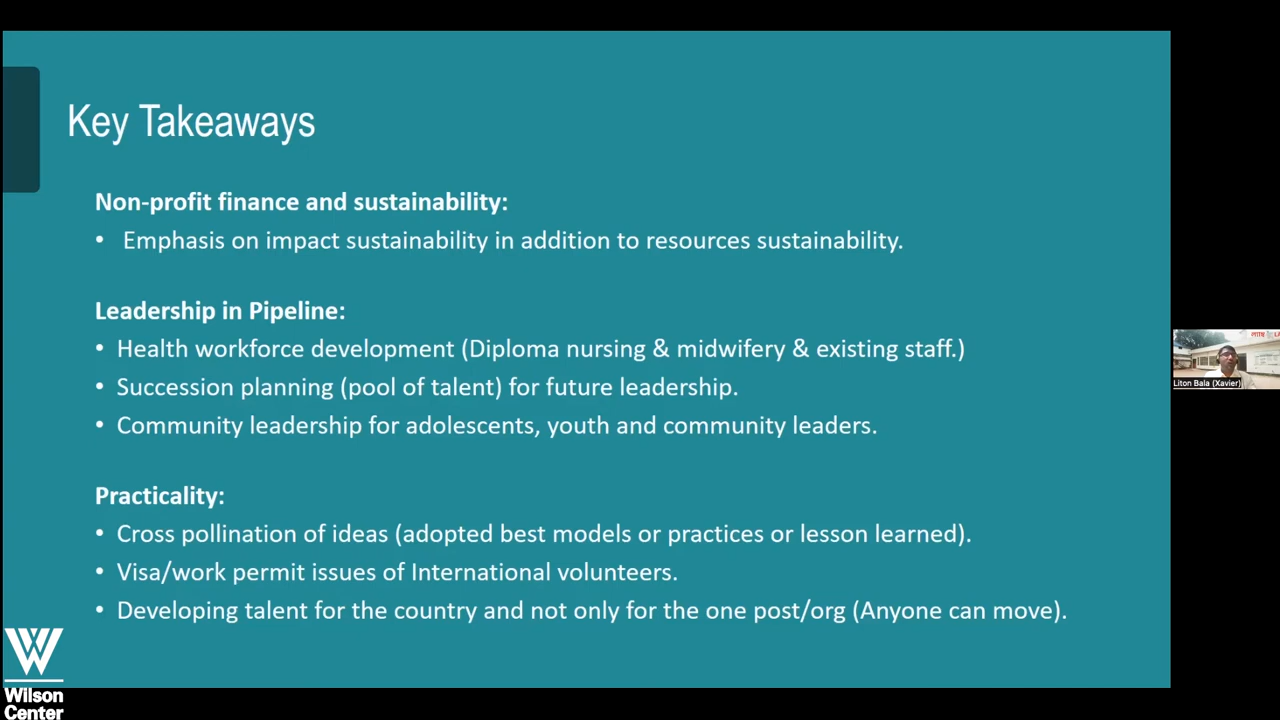 Key Takeaways
Non-profit finance and sustainability:
• Emphasis on impact sustainability in addition to resources sustainability.
Leadership in Pipeline:
• Health workforce development (Diploma nursing & midwifery & existing staff.)
• Succession planning (pool of talent) for future leadership.
• Community leadership for adolescents, youth and community leaders.
Practicality:
• Cross pollination of ideas (adopted best models or practices or lesson learned).
• Visa/work permit issues of International volunteers.
• Developing talent for the country and not only for the one post/org (Anyone can move).
Liton Bala (Xavier)
Wilson
Center